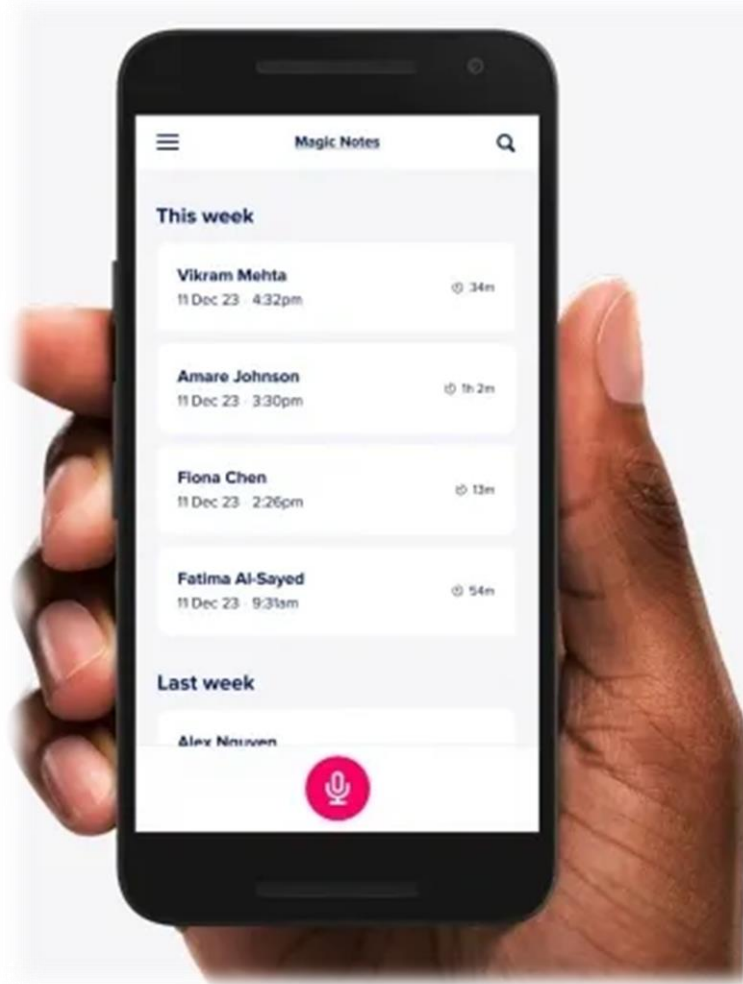 Magic Notes
This week
Vikram Mehta
11 Dec 23 · 4:32pm
34m
Amare Johnson
11 Dec 23 · 3:30pm
1h 2m
Fiona Chen
11 Dec 23 · 2:26pm
13m
Fatima Al-Sayed
11 Dec 23 · 9:31am
54m
Last week
Alex Nguyen